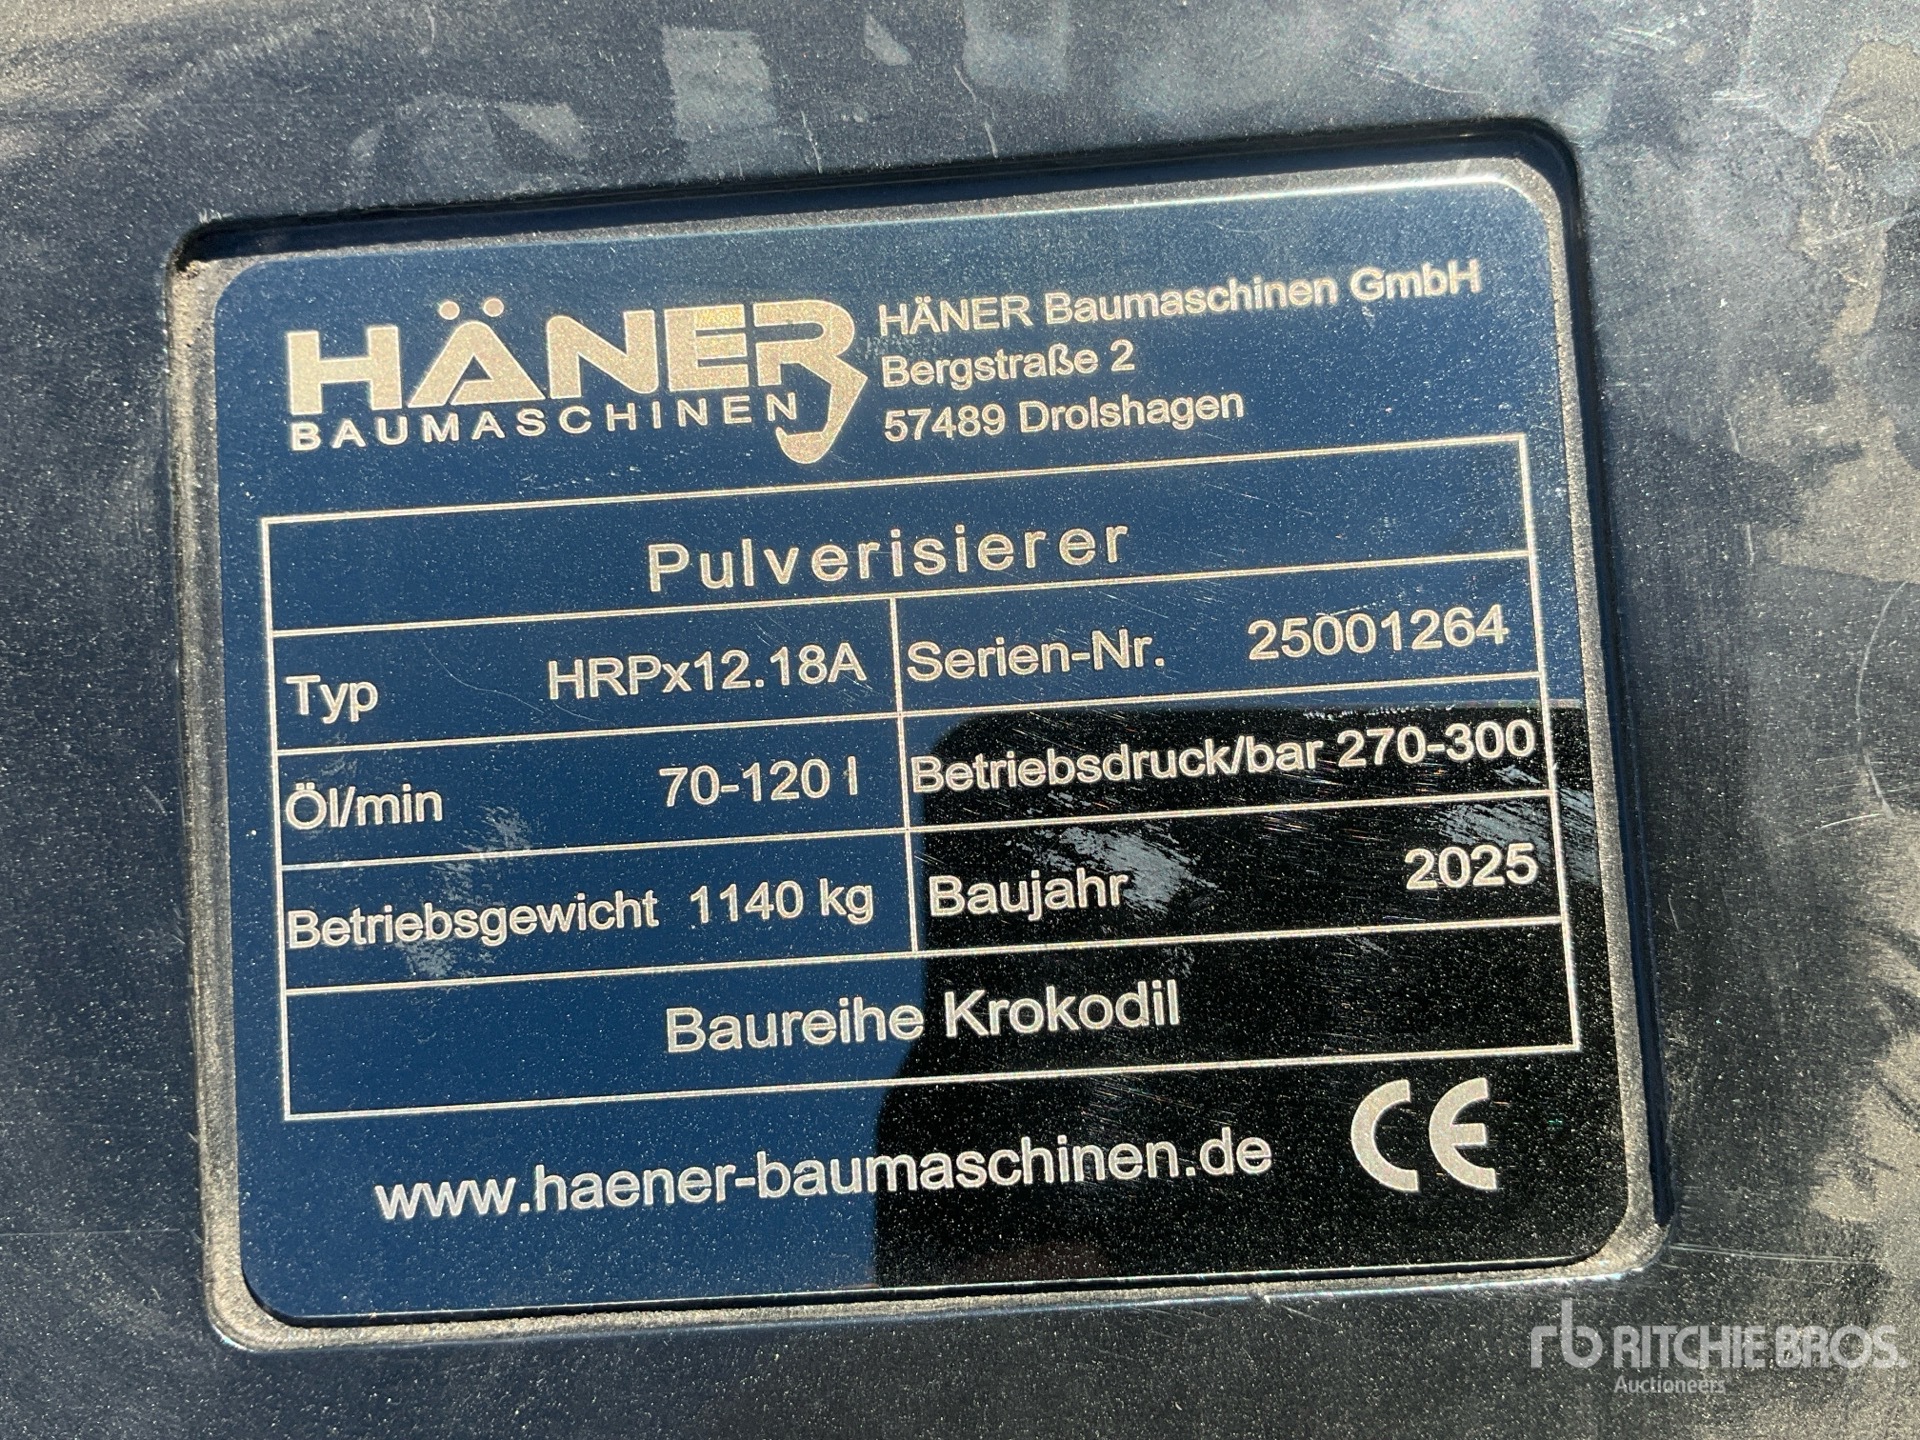 HÄNER
BAUMASCHINEN
HÄNER Baumaschinen GmbH
Bergstraße 2
57489 Drolshagen
Pulverisierer
Typ HRPx12.18A Serien-Nr. 25001264
Öl/min 70-120 l Betriebsdruck/bar 270-300
Betriebsgewicht 1140 kg Baujahr 2025
Baureihe Krokodil
www.haener-baumaschinen.de CE
rb RITCHIE BROS.
Auctioneers